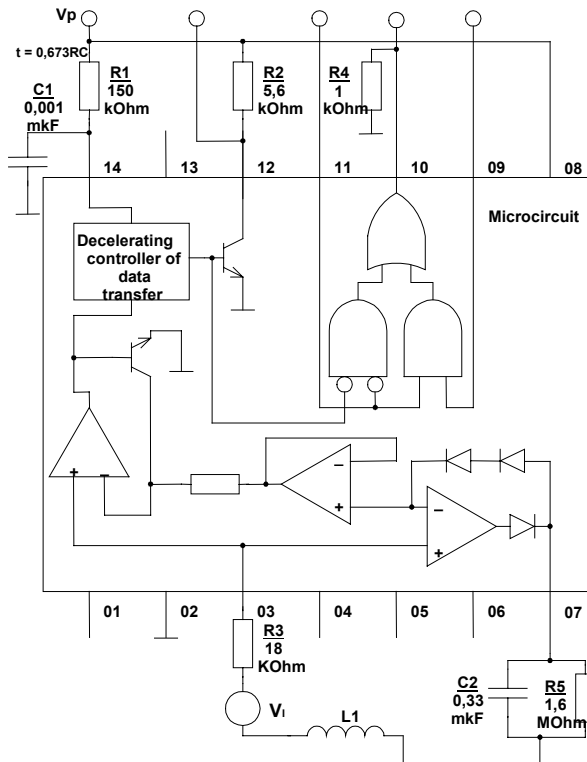 Vp
t = 0,673RC
C1
0,001
mkF
R1
150
kOhm
R2
5,6
kOhm
R4
1
kOhm
14
13
12
11
10
09
08
Microcircuit
Decelerating
controller of
data
transfer
+
−
−
+
−
+
01
02
03
04
05
06
07
R3
18
KOhm
VI
L1
C2
0,33
mkF
R5
1,6
MOhm